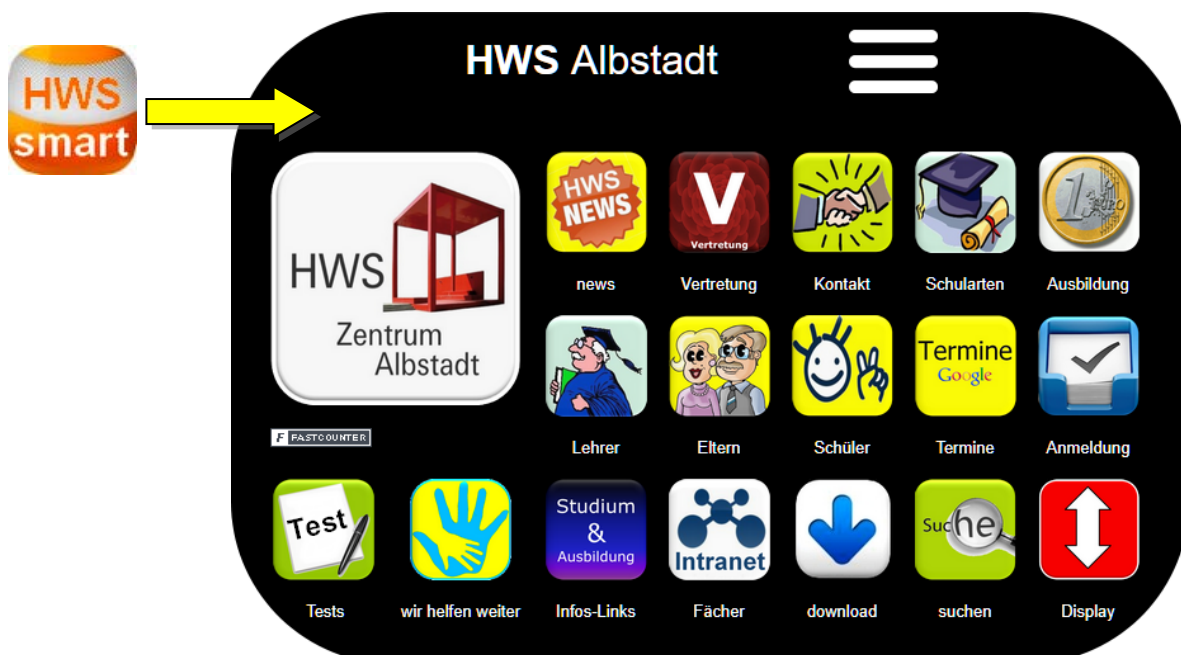 HWS Albstadt
HWS
smart
HWS
Zentrum
Albstadt
HWS
NEWS
V
Vertretung
1
EURO
news
Vertretung
Kontakt
Schularten
Ausbildung
Termine
Google
Lehrer
Eltern
Schüler
Termine
Anmeldung
F FASTCOUNTER
Test
Studium
&
Ausbildung
Intranet
Suche
Tests
wir helfen weiter
Infos-Links
Fächer
download
suchen
Display